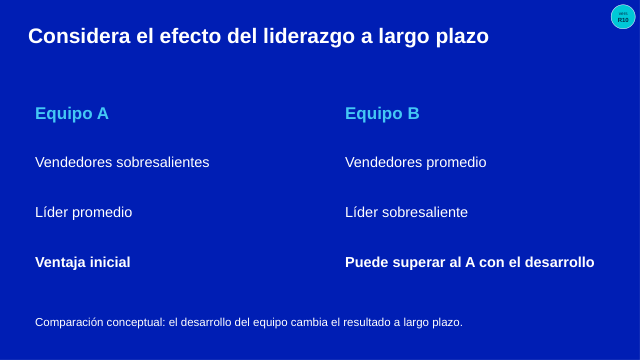 Considera el efecto del liderazgo a largo plazo
R10
Equipo A
Equipo B
Vendedores sobresalientes
Vendedores promedio
Líder promedio
Líder sobresaliente
Ventaja inicial
Puede superar al A con el desarrollo
Comparación conceptual: el desarrollo del equipo cambia el resultado a largo plazo.